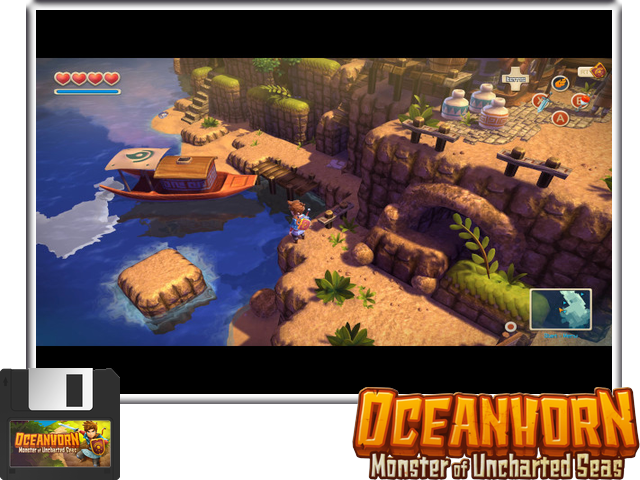 A
OCEANHORN
Monster of Uncharted Seas
OCEANHORN
Monster of Uncharted Seas